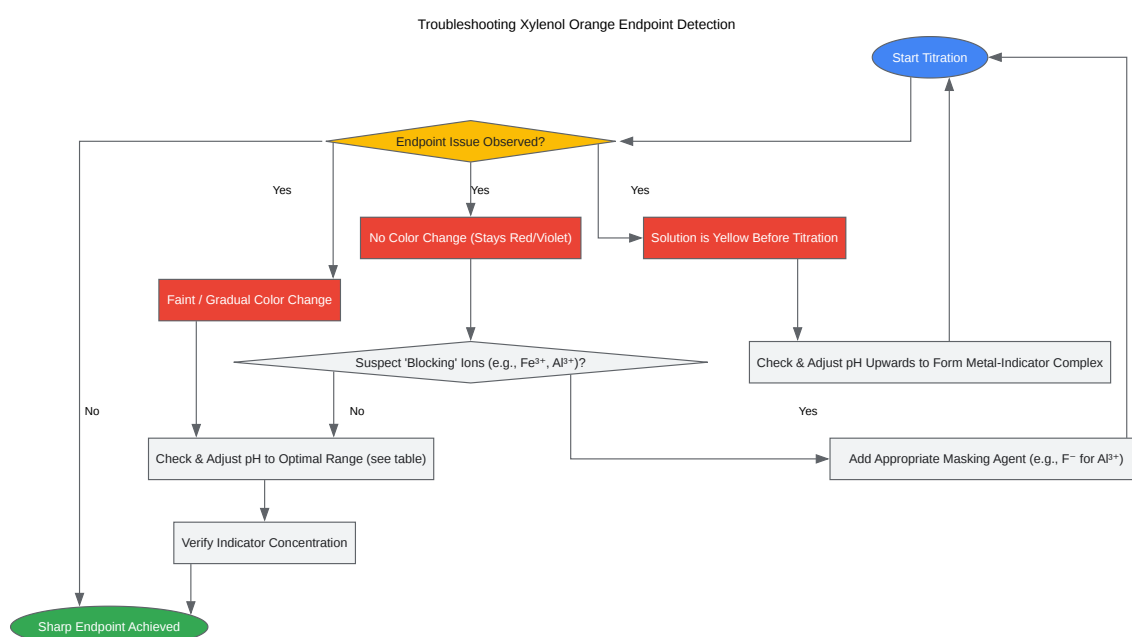 Troubleshooting Xylenol Orange Endpoint Detection
Start Titration
Endpoint Issue Observed?
Yes
Yes
Yes
No Color Change (Stays Red/Violet)
Solution is Yellow Before Titration
Faint / Gradual Color Change
Suspect 'Blocking' Ions (e.g., Fe³⁺, Al³⁺)?
Check & Adjust pH Upwards to Form Metal-Indicator Complex
No
No
Yes
Check & Adjust pH to Optimal Range (see table)
Add Appropriate Masking Agent (e.g., F⁻ for Al³⁺)
Verify Indicator Concentration
Sharp Endpoint Achieved